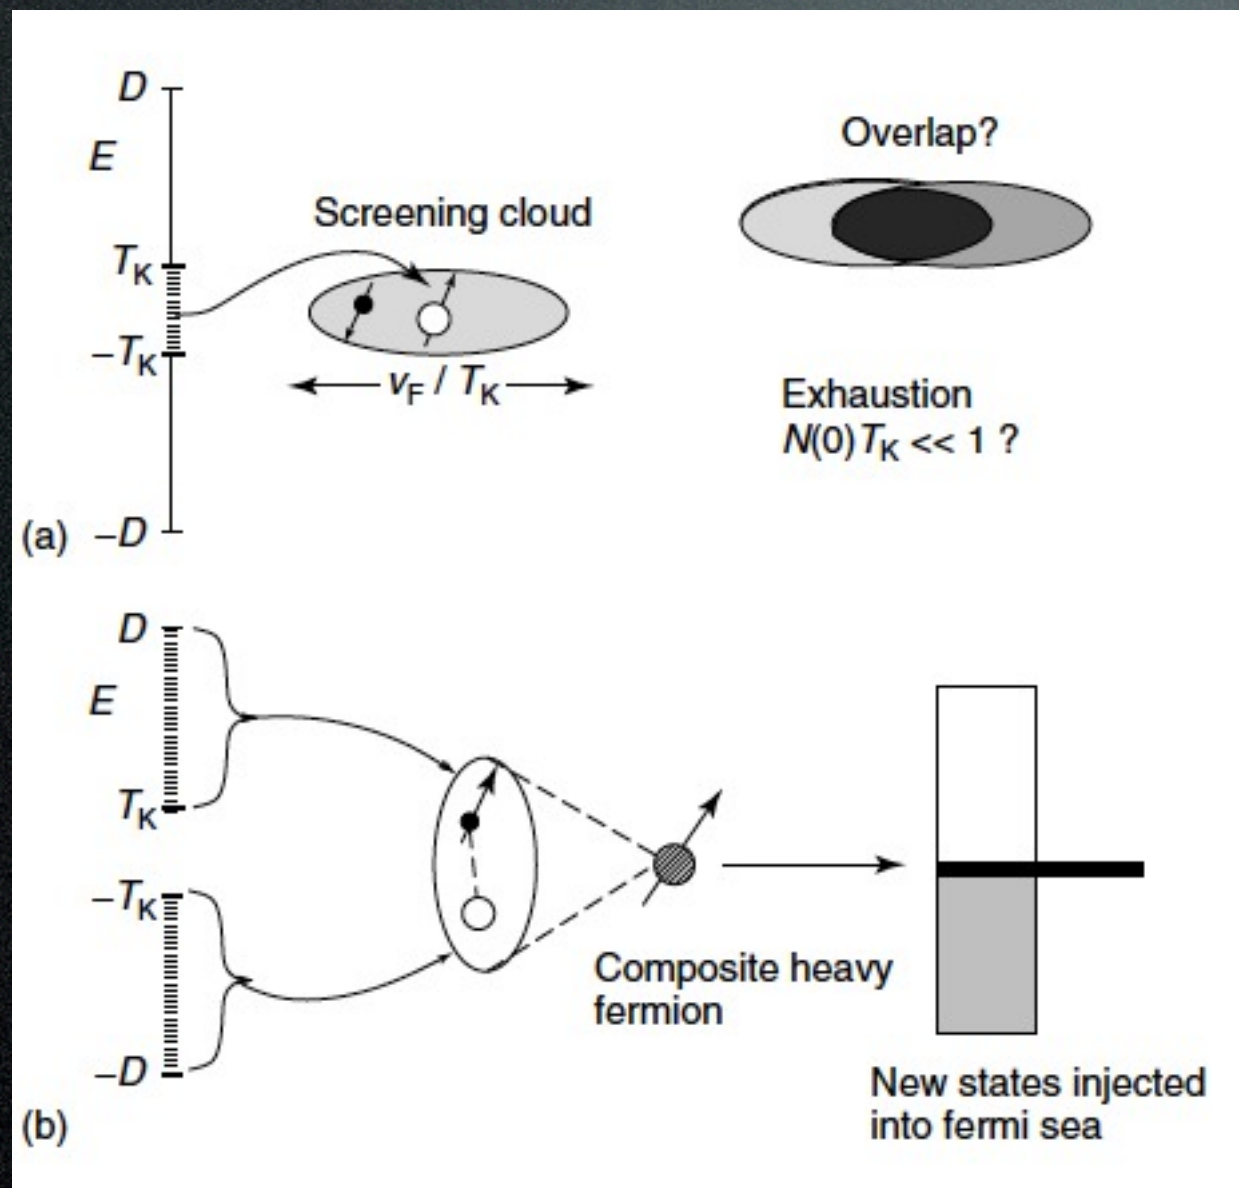 D
E
Overlap?
Screening cloud
T_K
–T_K
v_F / T_K
Exhaustion
N(0)T_K << 1 ?
(a) –D
D
E
T_K
–T_K
Composite heavy
fermion
–D
New states injected
into fermi sea
(b)